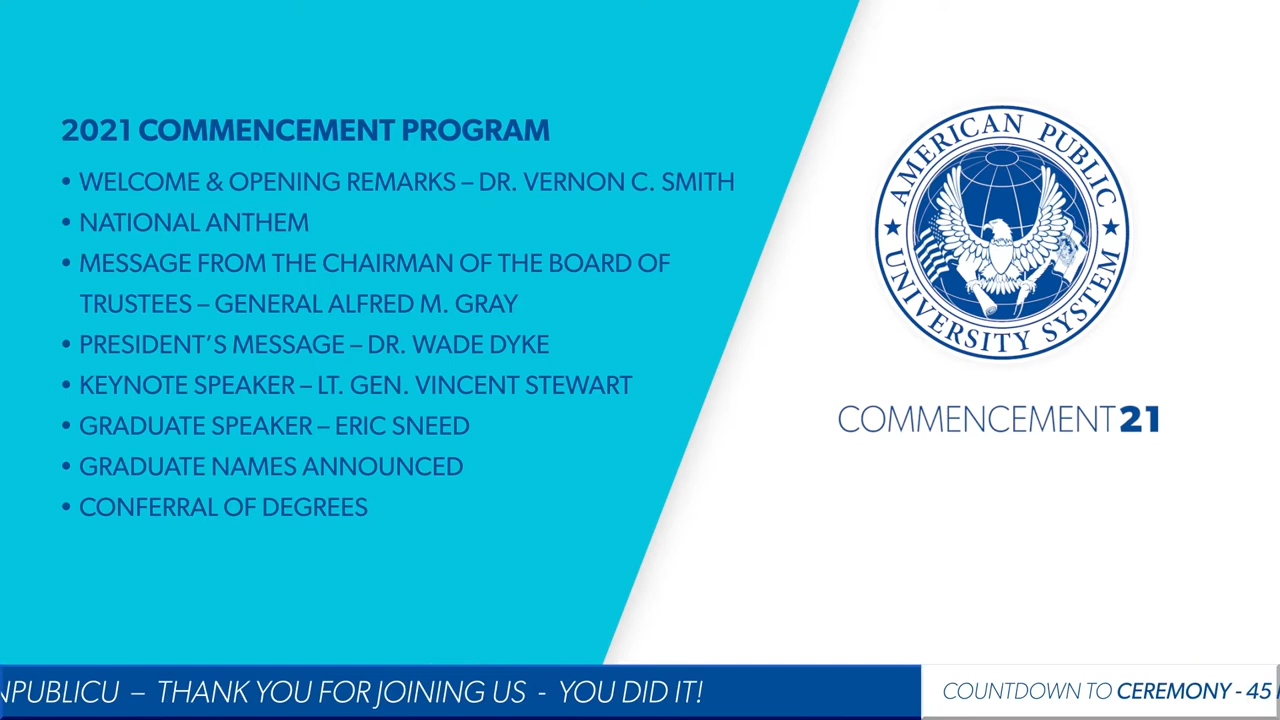 2021 COMMENCEMENT PROGRAM
• WELCOME & OPENING REMARKS – DR. VERNON C. SMITH
• NATIONAL ANTHEM
• MESSAGE FROM THE CHAIRMAN OF THE BOARD OF
TRUSTEES – GENERAL ALFRED M. GRAY
• PRESIDENT'S MESSAGE – DR. WADE DYKE
• KEYNOTE SPEAKER – LT. GEN. VINCENT STEWART
• GRADUATE SPEAKER – ERIC SNEED
• GRADUATE NAMES ANNOUNCED
• CONFERRAL OF DEGREES
AMERICAN PUBLIC
UNIVERSITY SYSTEM
COMMENCEMENT21
NPUBLICU – THANK YOU FOR JOINING US - YOU DID IT!
COUNTDOWN TO CEREMONY - 45